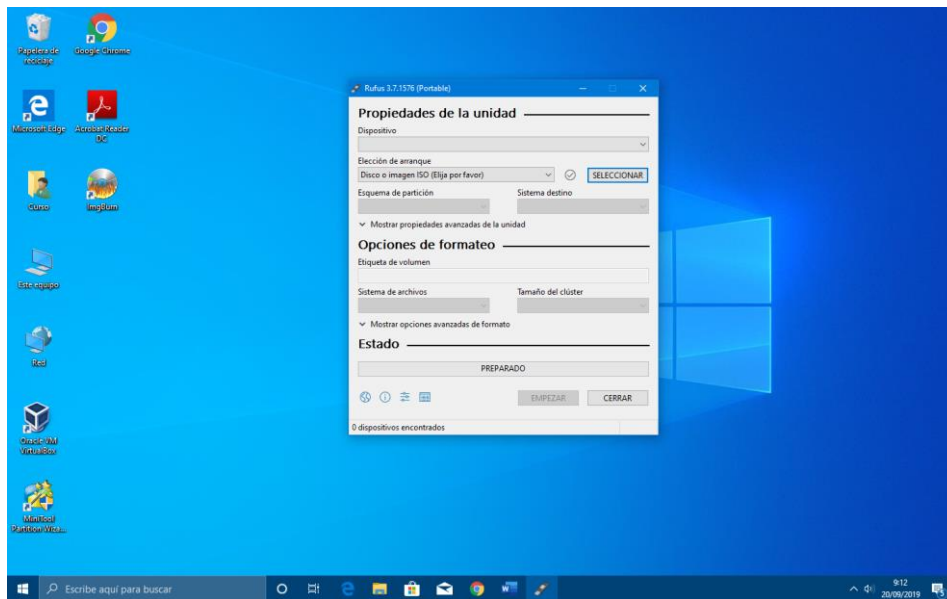 Papelera de
reciclaje
Google Chrome
Microsoft Edge
Acrobat Reader
DC
Curso
ImgBurn
Este equipo
Red
Oracle VM
VirtualBox
MiniTool
Partition Wiza...
Rufus 3.7.1576 (Portable)
Propiedades de la unidad
Dispositivo
Elección de arranque
Disco o imagen ISO (Elija por favor)
SELECCIONAR
Esquema de partición
Sistema destino
Mostrar propiedades avanzadas de la unidad
Opciones de formateo
Etiqueta de volumen
Sistema de archivos
Tamaño del clúster
Mostrar opciones avanzadas de formato
Estado
PREPARADO
EMPEZAR
CERRAR
0 dispositivos encontrados
Escribe aquí para buscar
9:12
20/09/2019